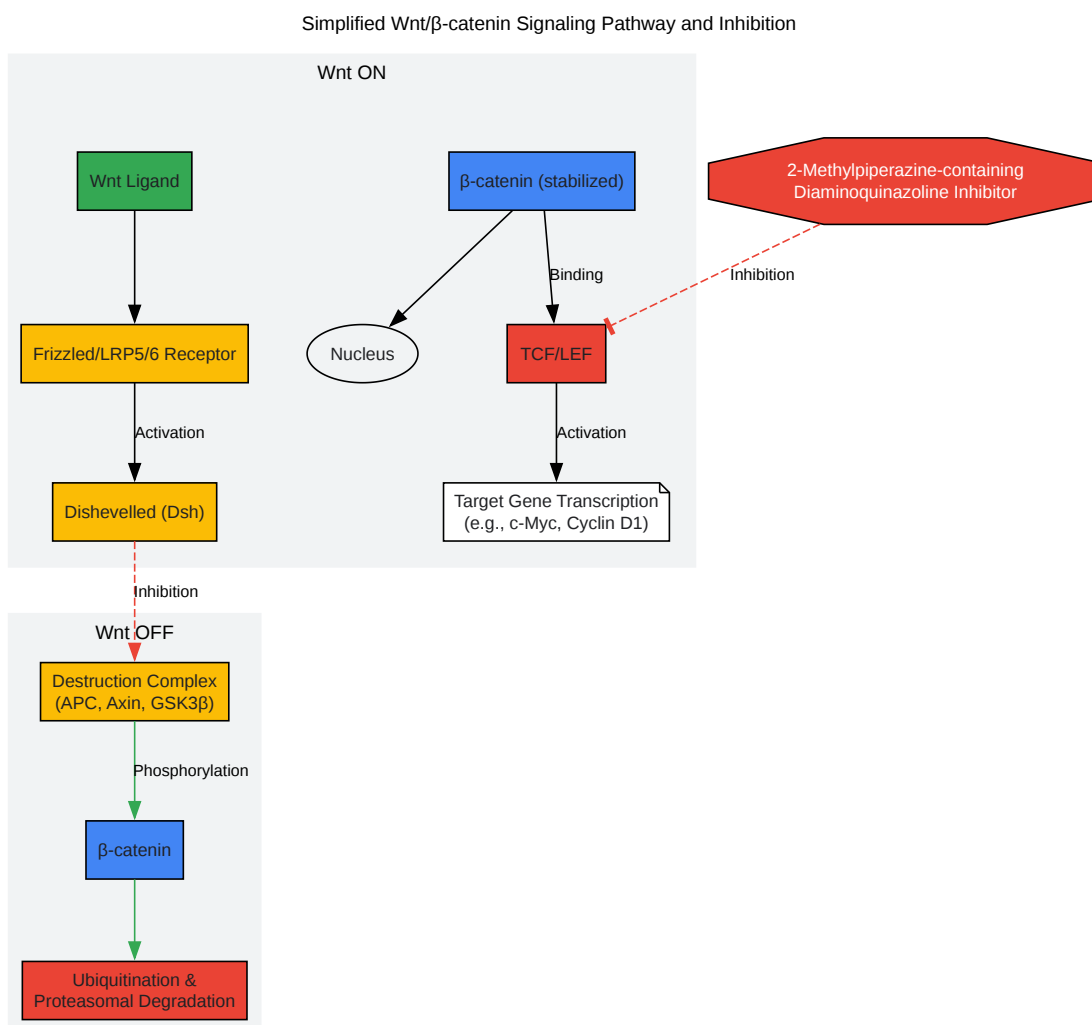 Simplified Wnt/β-catenin Signaling Pathway and Inhibition
Wnt ON
Wnt Ligand
β-catenin (stabilized)
2-Methylpiperazine-containing
Diaminoquinazoline Inhibitor
Binding
Inhibition
Frizzled/LRP5/6 Receptor
Nucleus
TCF/LEF
Activation
Activation
Dishevelled (Dsh)
Target Gene Transcription
(e.g., c-Myc, Cyclin D1)
Inhibition
Wnt OFF
Destruction Complex
(APC, Axin, GSK3β)
Phosphorylation
β-catenin
Ubiquitination &
Proteasomal Degradation